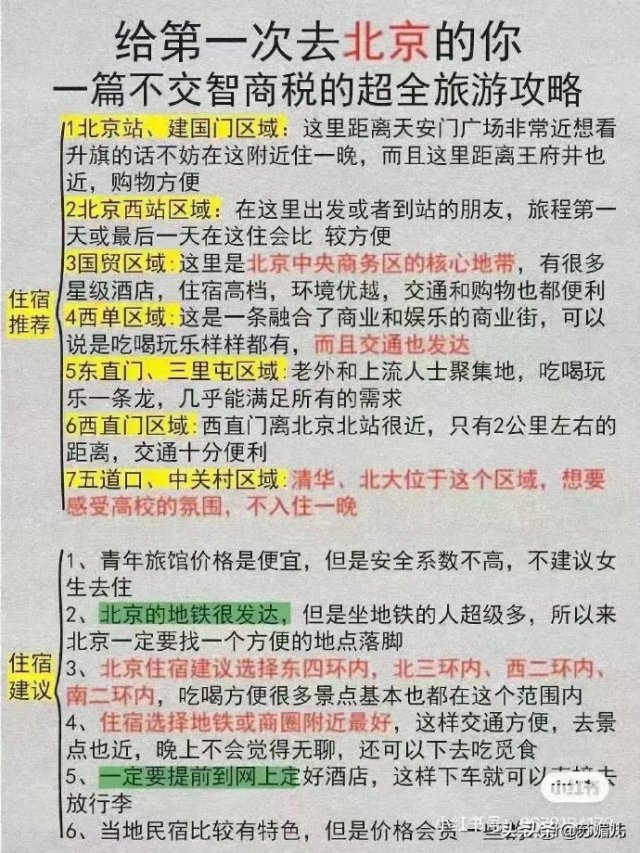 给第一次去北京的你
一篇不交智商税的超全旅游攻略
住宿
推荐
1北京站、建国门区域：这里距离天安门广场非常近想看
升旗的话不妨在这附近住一晚，而且这里距离王府井也
近，购物方便
2北京西站区域：在这里出发或者到站的朋友，旅程第一
天或最后一天在这住会比 较方便
3国贸区域：这里是北京中央商务区的核心地带，有很多
星级酒店，住宿高档，环境优越，交通和购物也都便利
4西单区域：这是一条融合了商业和娱乐的商业街，可以
说是吃喝玩乐样样都有，而且交通也发达
5东直门、三里屯区域：老外和上流人士聚集地，吃喝玩
乐一条龙，几乎能满足所有的需求
6西直门区域：西直门离北京北站很近，只有2公里左右的
距离，交通十分便利
7五道口、中关村区域：清华、北大位于这个区域，想要
感受高校的氛围，不入住一晚
住宿
建议
1、青年旅馆价格是便宜，但是安全系数不高，不建议女
生去住
2、北京的地铁很发达，但是坐地铁的人超级多，所以来
北京一定要找一个方便的地点落脚
3、北京住宿建议选择东四环内，北三环内、西二环内、
南二环内，吃喝方便很多景点基本也都在这个范围内
4、住宿选择地铁或商圈附近最好，这样交通方便，去景
点也近，晚上不会觉得无聊，还可以下去吃觅食
5、一定要提前到网上定好酒店，这样下车就可以去
放行李
小红书
6、当地民宿比较有特色，但是价格会贵一些
小红书号：
头条 @苏媚尨